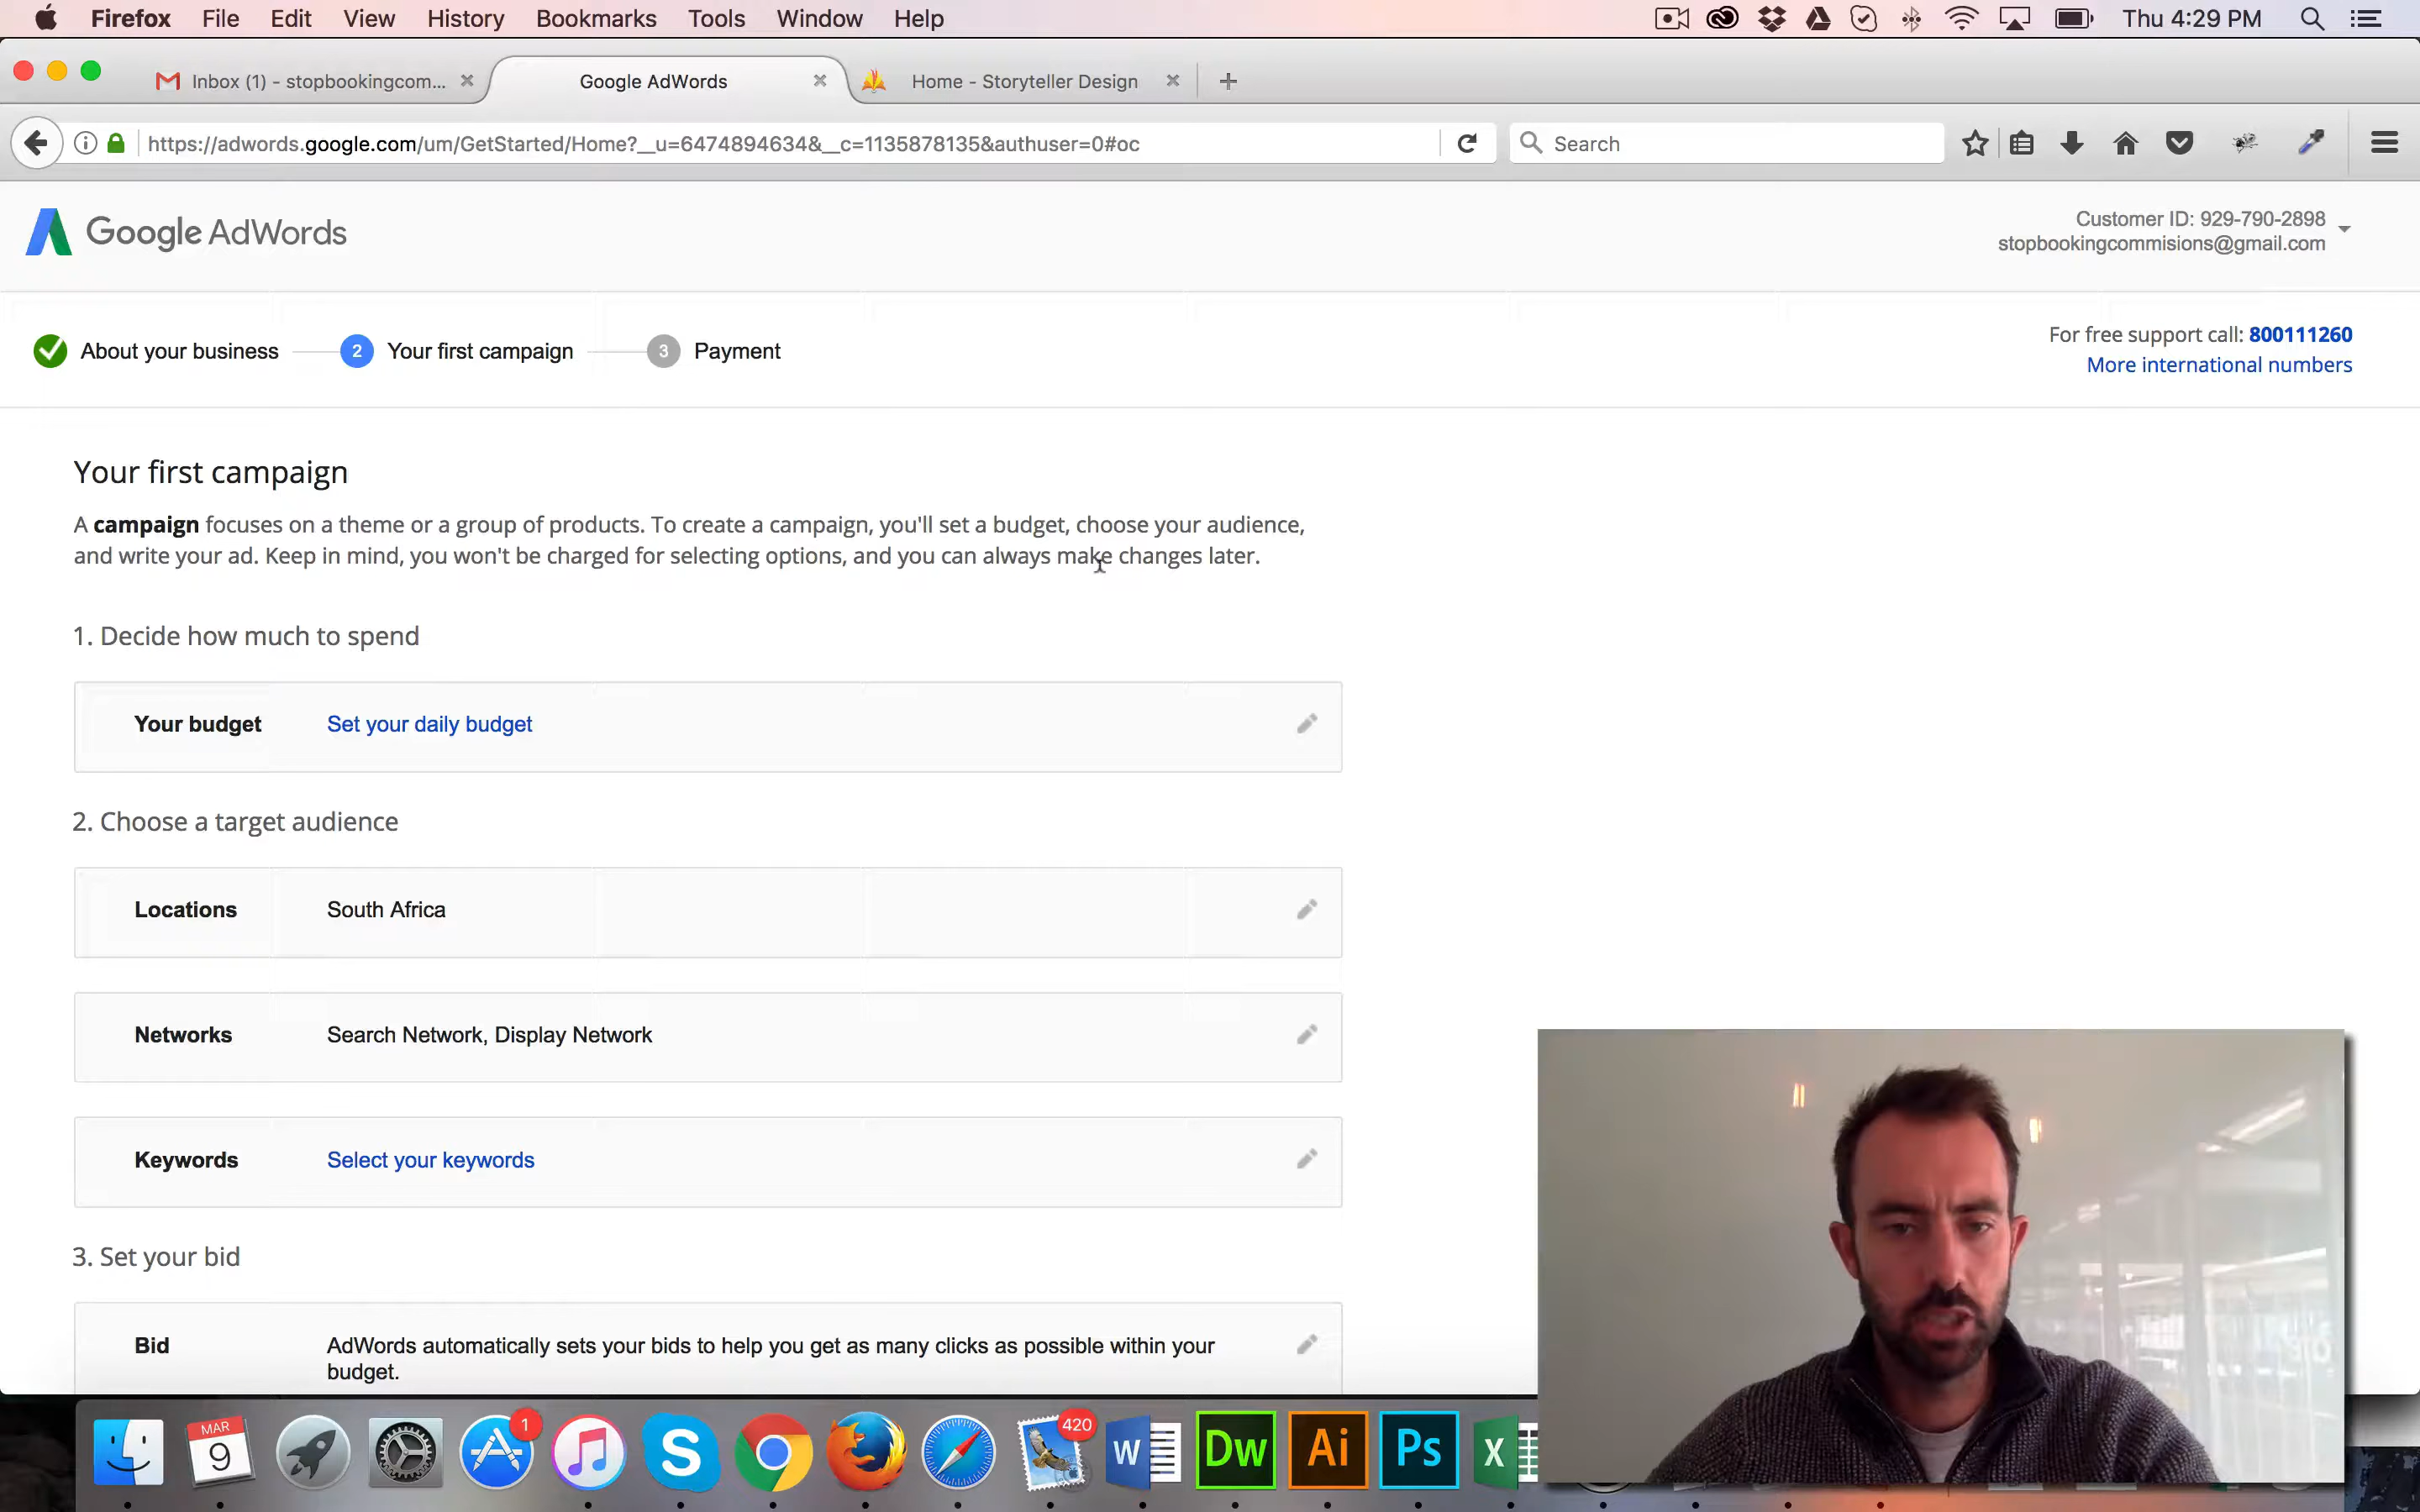 Firefox File Edit View History Bookmarks Tools Window Help Thu 4:29 PM
Inbox (1) - stopbookingcom... Google AdWords Home - Storyteller Design
https://adwords.google.com/um/GetStarted/Home?__u=6474894634&__c=1135878135&authuser=0#oc Search
Google AdWords
Customer ID: 929-790-2898
stopbookingcommisions@gmail.com
About your business 2 Your first campaign 3 Payment
For free support call: 800111260
More international numbers
Your first campaign
A campaign focuses on a theme or a group of products. To create a campaign, you'll set a budget, choose your audience,
and write your ad. Keep in mind, you won't be charged for selecting options, and you can always make changes later.
1. Decide how much to spend
Your budget Set your daily budget
2. Choose a target audience
Locations South Africa
Networks Search Network, Display Network
Keywords Select your keywords
3. Set your bid
Bid AdWords automatically sets your bids to help you get as many clicks as possible within your
budget.
MAR
9
1
S
420
W
Dw
Ai
Ps
X